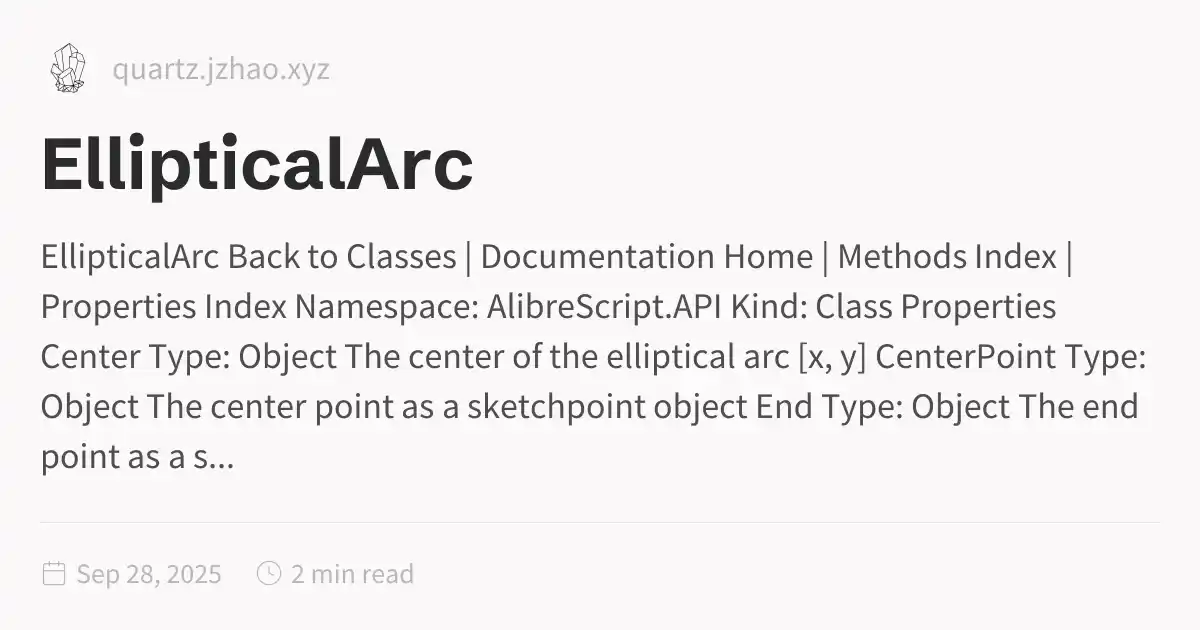 quartz.jzhao.xyz
EllipticalArc
EllipticalArc Back to Classes | Documentation Home | Methods Index |
Properties Index Namespace: AlibreScript.API Kind: Class Properties
Center Type: Object The center of the elliptical arc [x, y] CenterPoint Type:
Object The center point as a sketchpoint object End Type: Object The end
point as a s...
Sep 28, 2025 2 min read